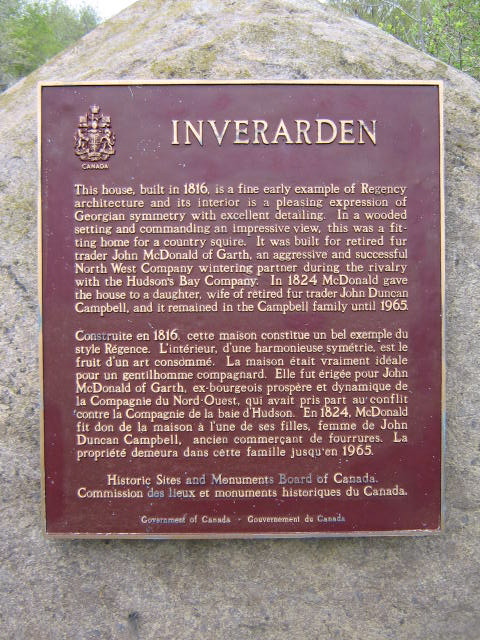 CANADA
INVERARDEN
This house, built in 1816, is a fine early example of Regency
architecture and its interior is a pleasing expression of
Georgian symmetry with excellent detailing. In a wooded
setting and commanding an impressive view, this was a fit-
ting home for a country squire. It was built for retired fur
trader John McDonald of Garth, an aggressive and successful
North West Company wintering partner during the rivalry
with the Hudson's Bay Company. In 1824 McDonald gave
the house to a daughter, wife of retired fur trader John Duncan
Campbell, and it remained in the Campbell family until 1965.
Construite en 1816, cette maison constitue un bel exemple du
style Régence. L'intérieur, d'une harmonieuse symétrie, est le
fruit d'un art consommé. La maison était vraiment idéale
pour un gentilhomme campagnard. Elle fut érigée pour John
McDonald of Garth, ex-bourgeois prospère et dynamique de
la Compagnie du Nord-Ouest, qui avait pris part au conflit
contre la Compagnie de la baie d'Hudson. En 1824, McDonald
fit don de la maison à l'une de ses filles, femme de John
Duncan Campbell, ancien commerçant de fourrures. La
propriété demeura dans cette famille jusqu'en 1965.
Historic Sites and Monuments Board of Canada.
Commission des lieux et monuments historiques du Canada.
Government of Canada - Gouvernement du Canada